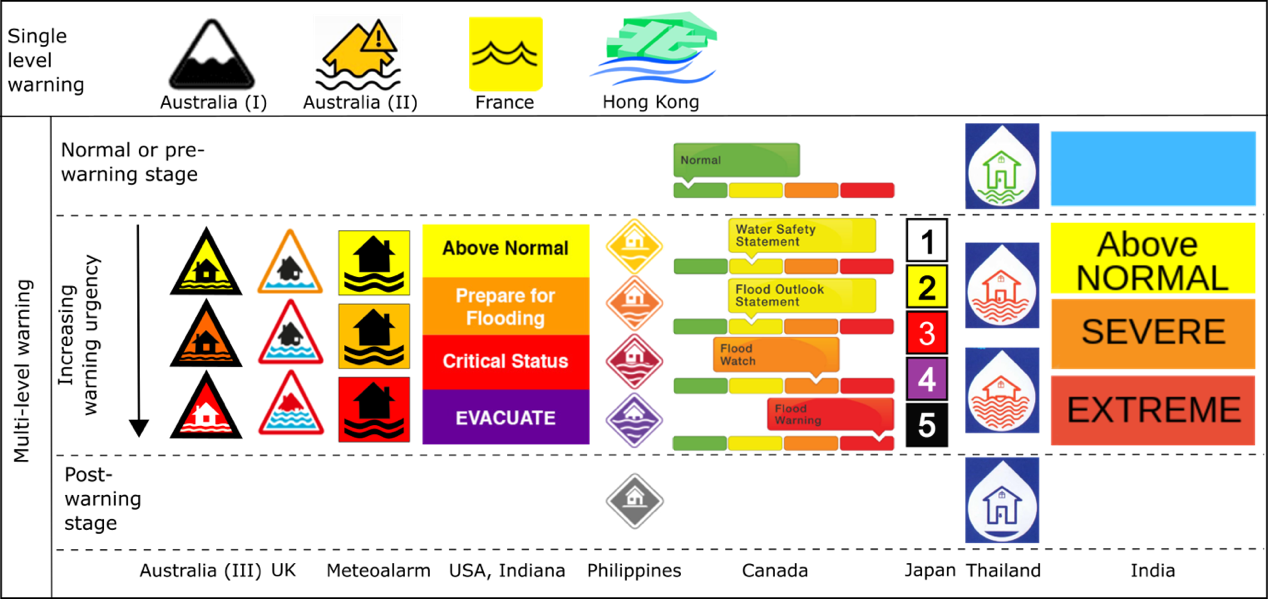 Single
level
warning
Australia (I)
Australia (II)
France
Hong Kong
Multi-level warning
Normal or pre-
warning stage
Normal
Increasing
warning urgency
Above Normal
Prepare for
Flooding
Critical Status
EVACUATE
Water Safety
Statement
Flood Outlook
Statement
Flood
Watch
Flood
Warning
1
2
3
4
5
Above
NORMAL
SEVERE
EXTREME
Post-
warning
stage
Australia (III) UK Meteoalarm USA, Indiana Philippines Canada Japan Thailand India